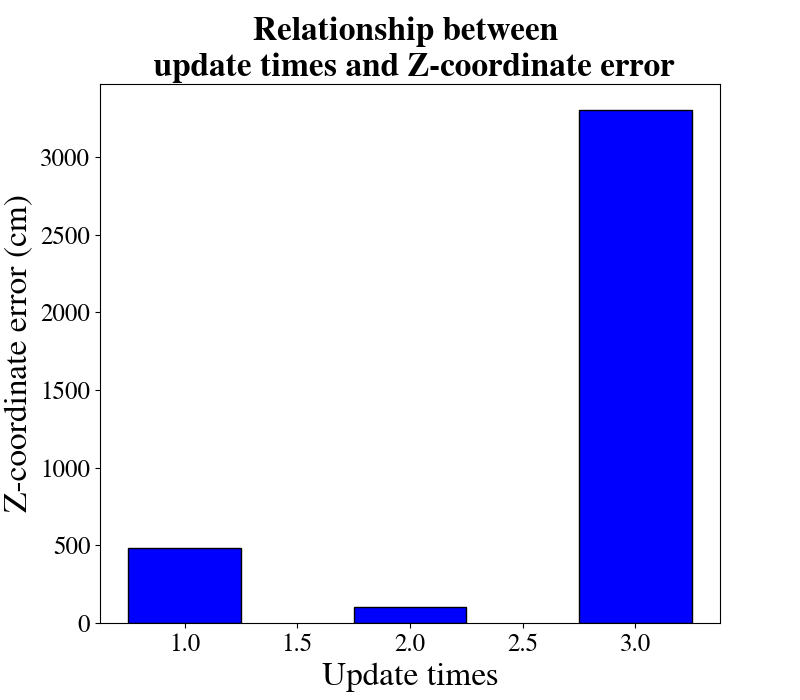 Relationship between
update times and Z-coordinate error
Z-coordinate error (cm)
3000
2500
2000
1500
1000
500
0
1.0 1.5 2.0 2.5 3.0
Update times